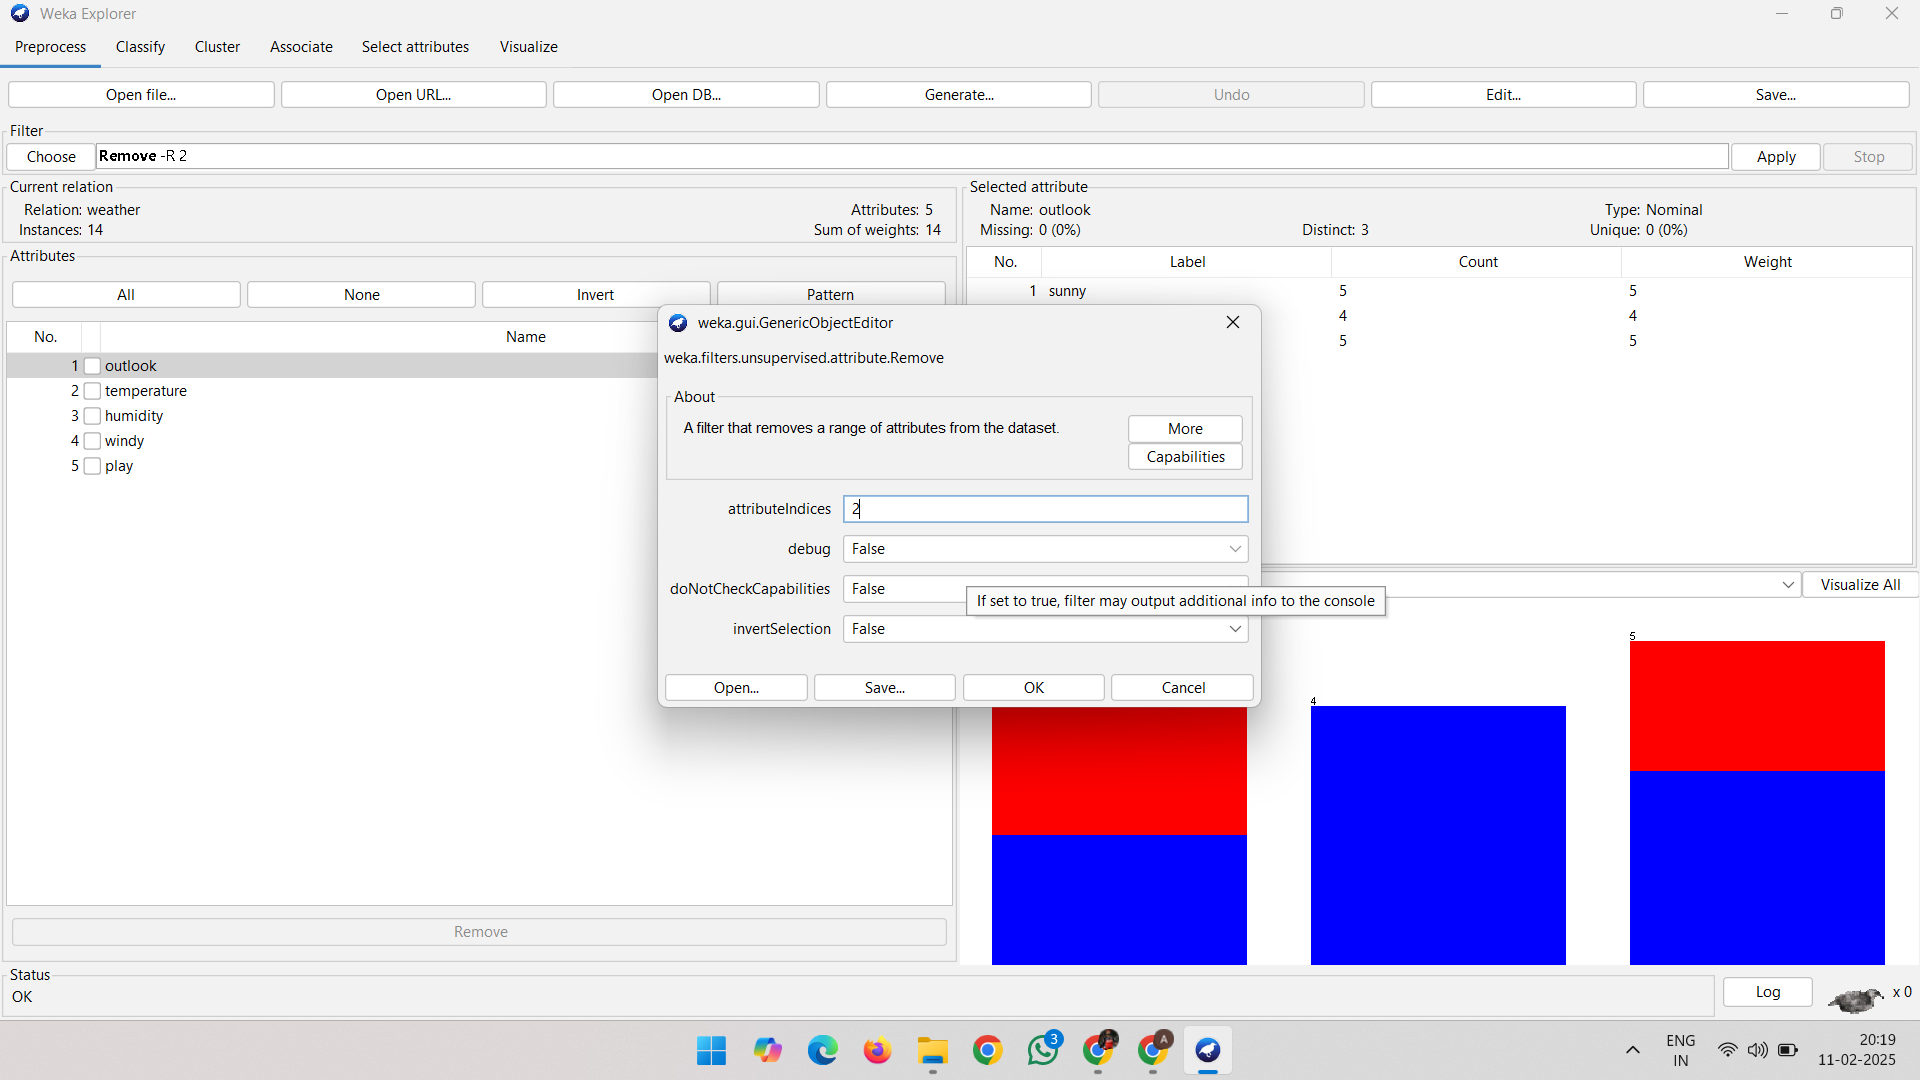 Weka Explorer
Preprocess Classify Cluster Associate Select attributes Visualize
Open file... Open URL... Open DB... Generate... Undo Edit... Save...
Filter
Choose Remove -R 2 Apply Stop
Current relation
Relation: weather Attributes: 5
Instances: 14 Sum of weights: 14
Attributes
All None Invert Pattern
No. Name
1 outlook
2 temperature
3 humidity
4 windy
5 play
Remove
Selected attribute
Name: outlook Type: Nominal
Missing: 0 (0%) Distinct: 3 Unique: 0 (0%)
No. Label Count Weight
1 sunny 5 5
4 4
5 5
weka.gui.GenericObjectEditor
weka.filters.unsupervised.attribute.Remove
About
A filter that removes a range of attributes from the dataset. More
Capabilities
attributeIndices 2
debug False
doNotCheckCapabilities False
If set to true, filter may output additional info to the console
invertSelection False
Open... Save... OK Cancel
Visualize All
4
5
Status
OK
Log x 0
3
A
ENG
IN
20:19
11-02-2025